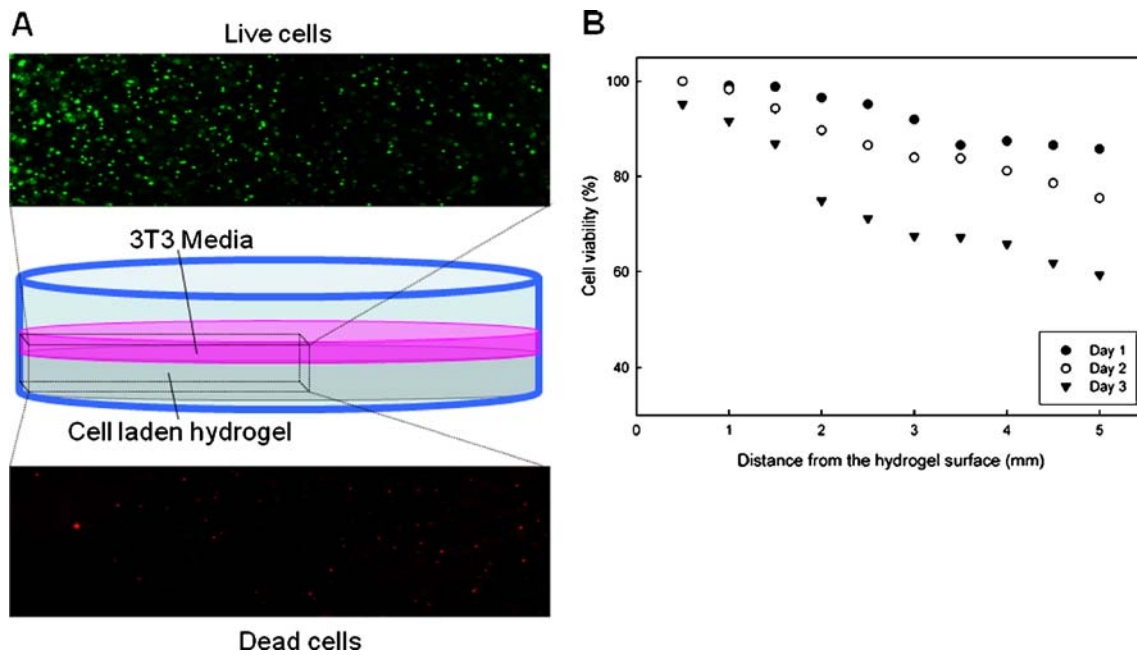 A
Live cells
3T3 Media
Cell laden hydrogel
Dead cells
B
Cell viability (%)
100
80
60
40
0 1 2 3 4 5
Distance from the hydrogel surface (mm)
Day 1
Day 2
Day 3